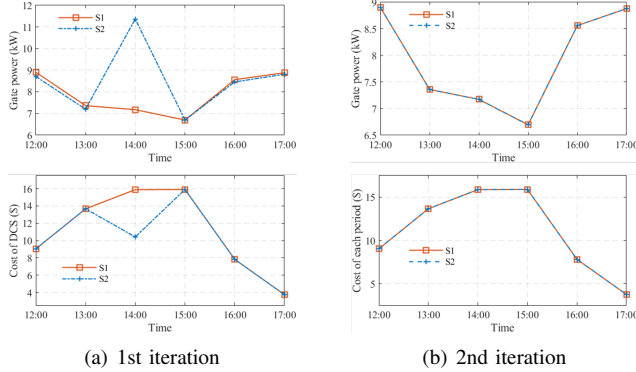 Gate power (kW)
12
11
10
9
8
7
6
S1
S2
12:00 13:00 14:00 15:00 16:00 17:00
Time
Cost of DCS (S)
16
14
12
10
8
6
4
S1
S2
12:00 13:00 14:00 15:00 16:00 17:00
Time
(a) 1st iteration
Gate power (kW)
9
8.5
8
7.5
7
6.5
S1
S2
12:00 13:00 14:00 15:00 16:00 17:00
Time
Cost of each period (S)
15
10
5
S1
S2
12:00 13:00 14:00 15:00 16:00 17:00
Time
(b) 2nd iteration